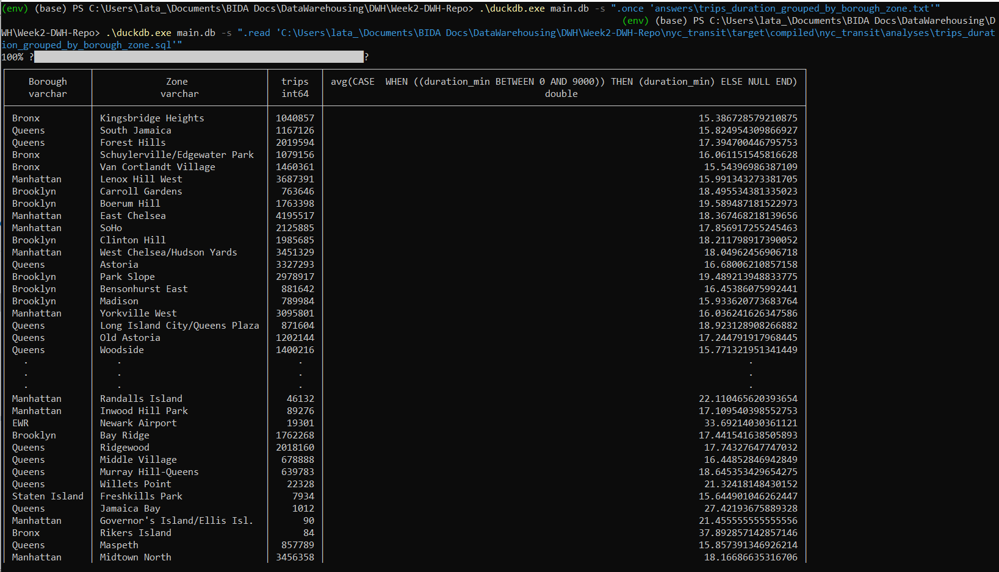 (env) (base) PS C:\Users\lata_\Documents\BIDA Docs\DataWarehousing\DWH\Week2-DWH-Repo> .\duckdb.exe main.db -s ".once 'answers\trips_duration_grouped_by_borough_zone.txt'"
(env) (base) PS C:\Users\lata_\Documents\BIDA Docs\DataWarehousing\D
WH\Week2-DWH-Repo> .\duckdb.exe main.db -s ".read 'C:\Users\lata_\Documents\BIDA Docs\DataWarehousing\DWH\Week2-DWH-Repo\nyc_transit\target\compiled\nyc_transit\analyses\trips_durat
ion_grouped_by_borough_zone.sql'"
100% ? ?
Borough Zone trips avg(CASE  WHEN ((duration_min BETWEEN 0 AND 9000)) THEN (duration_min) ELSE NULL END)
varchar varchar int64 double
Bronx Kingsbridge Heights 1040857 15.386728579210875
Queens South Jamaica 1167126 15.824954309866927
Queens Forest Hills 2019594 17.394700446795753
Bronx Schuylerville/Edgewater Park 1079156 16.061151545816628
Bronx Van Cortlandt Village 1460361 15.54396986387109
Manhattan Lenox Hill West 3687391 15.991343273381705
Brooklyn Carroll Gardens 763646 18.495534381335023
Brooklyn Boerum Hill 1763398 19.589487181522973
Manhattan East Chelsea 4195517 18.367468218139656
Manhattan SoHo 2125885 17.856917255245463
Brooklyn Clinton Hill 1985685 18.211798917390052
Manhattan West Chelsea/Hudson Yards 3451329 18.04962456906718
Queens Astoria 3327293 16.68006210857158
Brooklyn Park Slope 2978917 19.489213948833775
Brooklyn Bensonhurst East 881642 16.45386075992441
Brooklyn Madison 789984 15.933620773683764
Manhattan Yorkville West 3095801 16.036241626347586
Queens Long Island City/Queens Plaza 871604 18.923128908266882
Queens Old Astoria 1202144 17.244791917968445
Queens Woodside 1400216 15.771321951341449
. . . .
. . . .
. . . .
Manhattan Randalls Island 46132 22.110465620393654
Manhattan Inwood Hill Park 89276 17.109540398552753
EWR Newark Airport 19301 33.69214030361121
Brooklyn Bay Ridge 1762268 17.441541638505893
Queens Ridgewood 2018160 17.74327647747032
Queens Middle Village 678888 16.44852846942849
Queens Murray Hill-Queens 639783 18.645353429654275
Queens Willets Point 22328 21.32418148430152
Staten Island Freshkills Park 7934 15.644901046262447
Queens Jamaica Bay 1012 27.42193675889328
Manhattan Governor's Island/Ellis Isl. 90 21.455555555555556
Bronx Rikers Island 84 37.892857142857146
Queens Maspeth 857789 15.857391346926214
Manhattan Midtown North 3456358 18.16686635316706